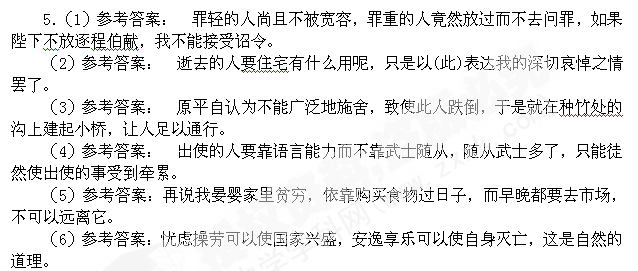 5.(1)参考答案： 罪轻的人尚且不被宽容，罪重的人竟然放过而不去问罪，如果
陛下不放逐程伯献，我不能接受诏令。
(2)参考答案： 逝去的人要住宅有什么用呢，只是以(此)表达我的深切哀悼之情
罢了。
(3)参考答案： 原平自认为不能广泛地施舍，致使此人跌倒，于是就在种竹处的
沟上建起小桥，让人足以通行。
(4)参考答案： 出使的人要靠语言能力而不靠武士随从，随从武士多了，只能徒
然使出使的事受到牵累。
(5)参考答案：再说我晏婴家里贫穷，依靠购买食物过日子，而早晚都要去市场，
不可以远离它。
(6)参考答案：忧虑操劳可以使国家兴盛，安逸享乐可以使自身灭亡，这是自然的
道理。